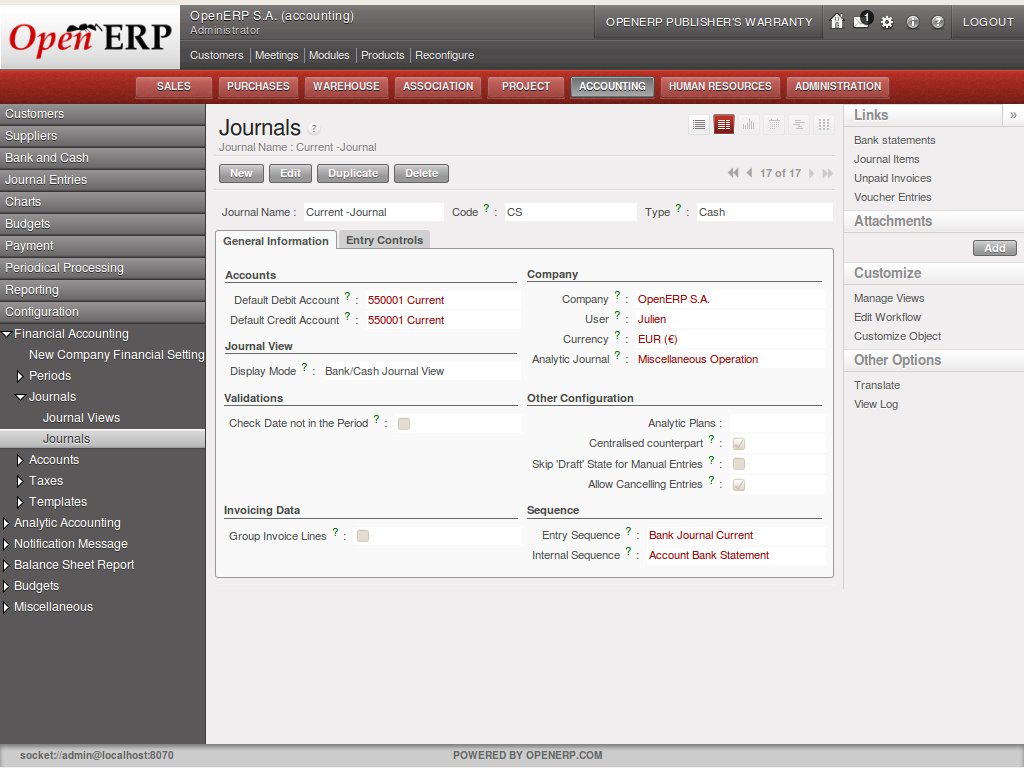 Open ERP
OpenERP S.A. (accounting)
Administrator
OPENERP PUBLISHER'S WARRANTY
1
LOGOUT
Customers Meetings Modules Products Reconfigure
SALES PURCHASES WAREHOUSE ASSOCIATION PROJECT ACCOUNTING HUMAN RESOURCES ADMINISTRATION
Customers
Suppliers
Bank and Cash
Journal Entries
Charts
Budgets
Payment
Periodical Processing
Reporting
Configuration
Financial Accounting
New Company Financial Setting
Periods
Journals
Journal Views
Journals
Accounts
Taxes
Templates
Analytic Accounting
Notification Message
Balance Sheet Report
Budgets
Miscellaneous
Journals ?
Journal Name : Current -Journal
New Edit Duplicate Delete
17 of 17
Journal Name : Current -Journal Code ? : CS Type ? : Cash
General Information Entry Controls
Accounts
Default Debit Account ? : 550001 Current
Default Credit Account ? : 550001 Current
Journal View
Display Mode ? : Bank/Cash Journal View
Validations
Check Date not in the Period ? :
Invoicing Data
Group Invoice Lines ? :
Company
Company ? : OpenERP S.A.
User ? : Julien
Currency ? : EUR (€)
Analytic Journal ? : Miscellaneous Operation
Other Configuration
Analytic Plans :
Centralised counterpart ? :
Skip 'Draft' State for Manual Entries ? :
Allow Cancelling Entries ? :
Sequence
Entry Sequence ? : Bank Journal Current
Internal Sequence ? : Account Bank Statement
Links »
Bank statements
Journal Items
Unpaid Invoices
Voucher Entries
Attachments
Add
Customize
Manage Views
Edit Workflow
Customize Object
Other Options
Translate
View Log
socket://admin@localhost:8070
POWERED BY OPENERP.COM